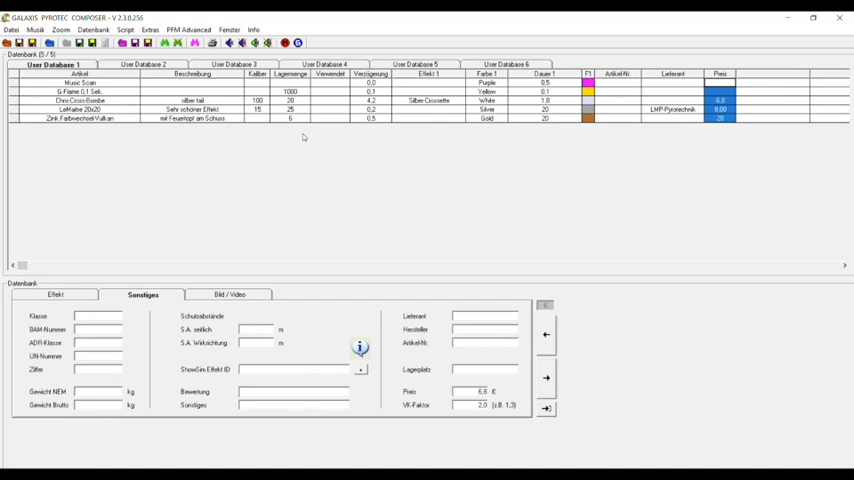 GALAXIS PYROTEC COMPOSER - V 2.3.0.256
Datei Musik Zoom Datenbank Script Extras PFM Advanced Fenster Info
Datenbank (5 / 5)
User Database 1 User Database 2 User Database 3 User Database 4 User Database 5 User Database 6
Artikel Beschreibung Kaliber Lagermenge Verwendet Verzögerung Effekt 1 Farbe 1 Dauer 1 F1 Artikel-Nr. Lieferant Preis
Music Scan 0,0 Purple 0,5
G-Flame 0,1 Sek. 1000 0,1 Yellow 0,1
Chris-Cross-Bombe silber tail 100 20 4,2 Silber-Crossette White 1,8 6,8
LeMaitre 20x20 Sehr schöner Effekt 15 25 0,2 Silver 20 LMP-Pyrotechnik 8,00
Zink Farbwechsel-Vulkan mit Feuertopf am Schuss 6 0,5 Gold 20 28
Datenbank
Effekt Sonstiges Bild / Video
Klasse Schutzabstände Lieferant
BAM-Nummer S.A. seitlich m Hersteller
ADR-Klasse S.A. Wirkrichtung m Artikel-Nr.
UN-Nummer
Ziffer ShowSim Effekt ID Lagerplatz
Gewicht NEM kg Bewertung Preis 6,8 €
Gewicht Brutto kg Sonstiges VK-Faktor 2,0 (z.B. 1,3)